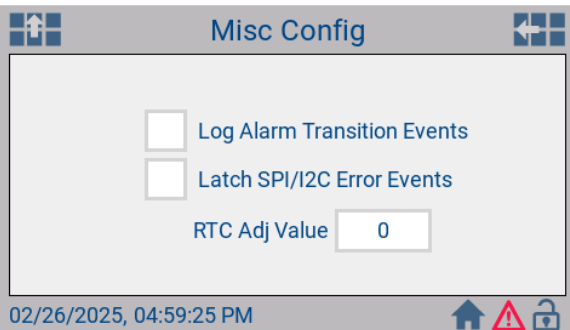 Misc Config
Log Alarm Transition Events
Latch SPI/I2C Error Events
RTC Adj Value 0
02/26/2025, 04:59:25 PM